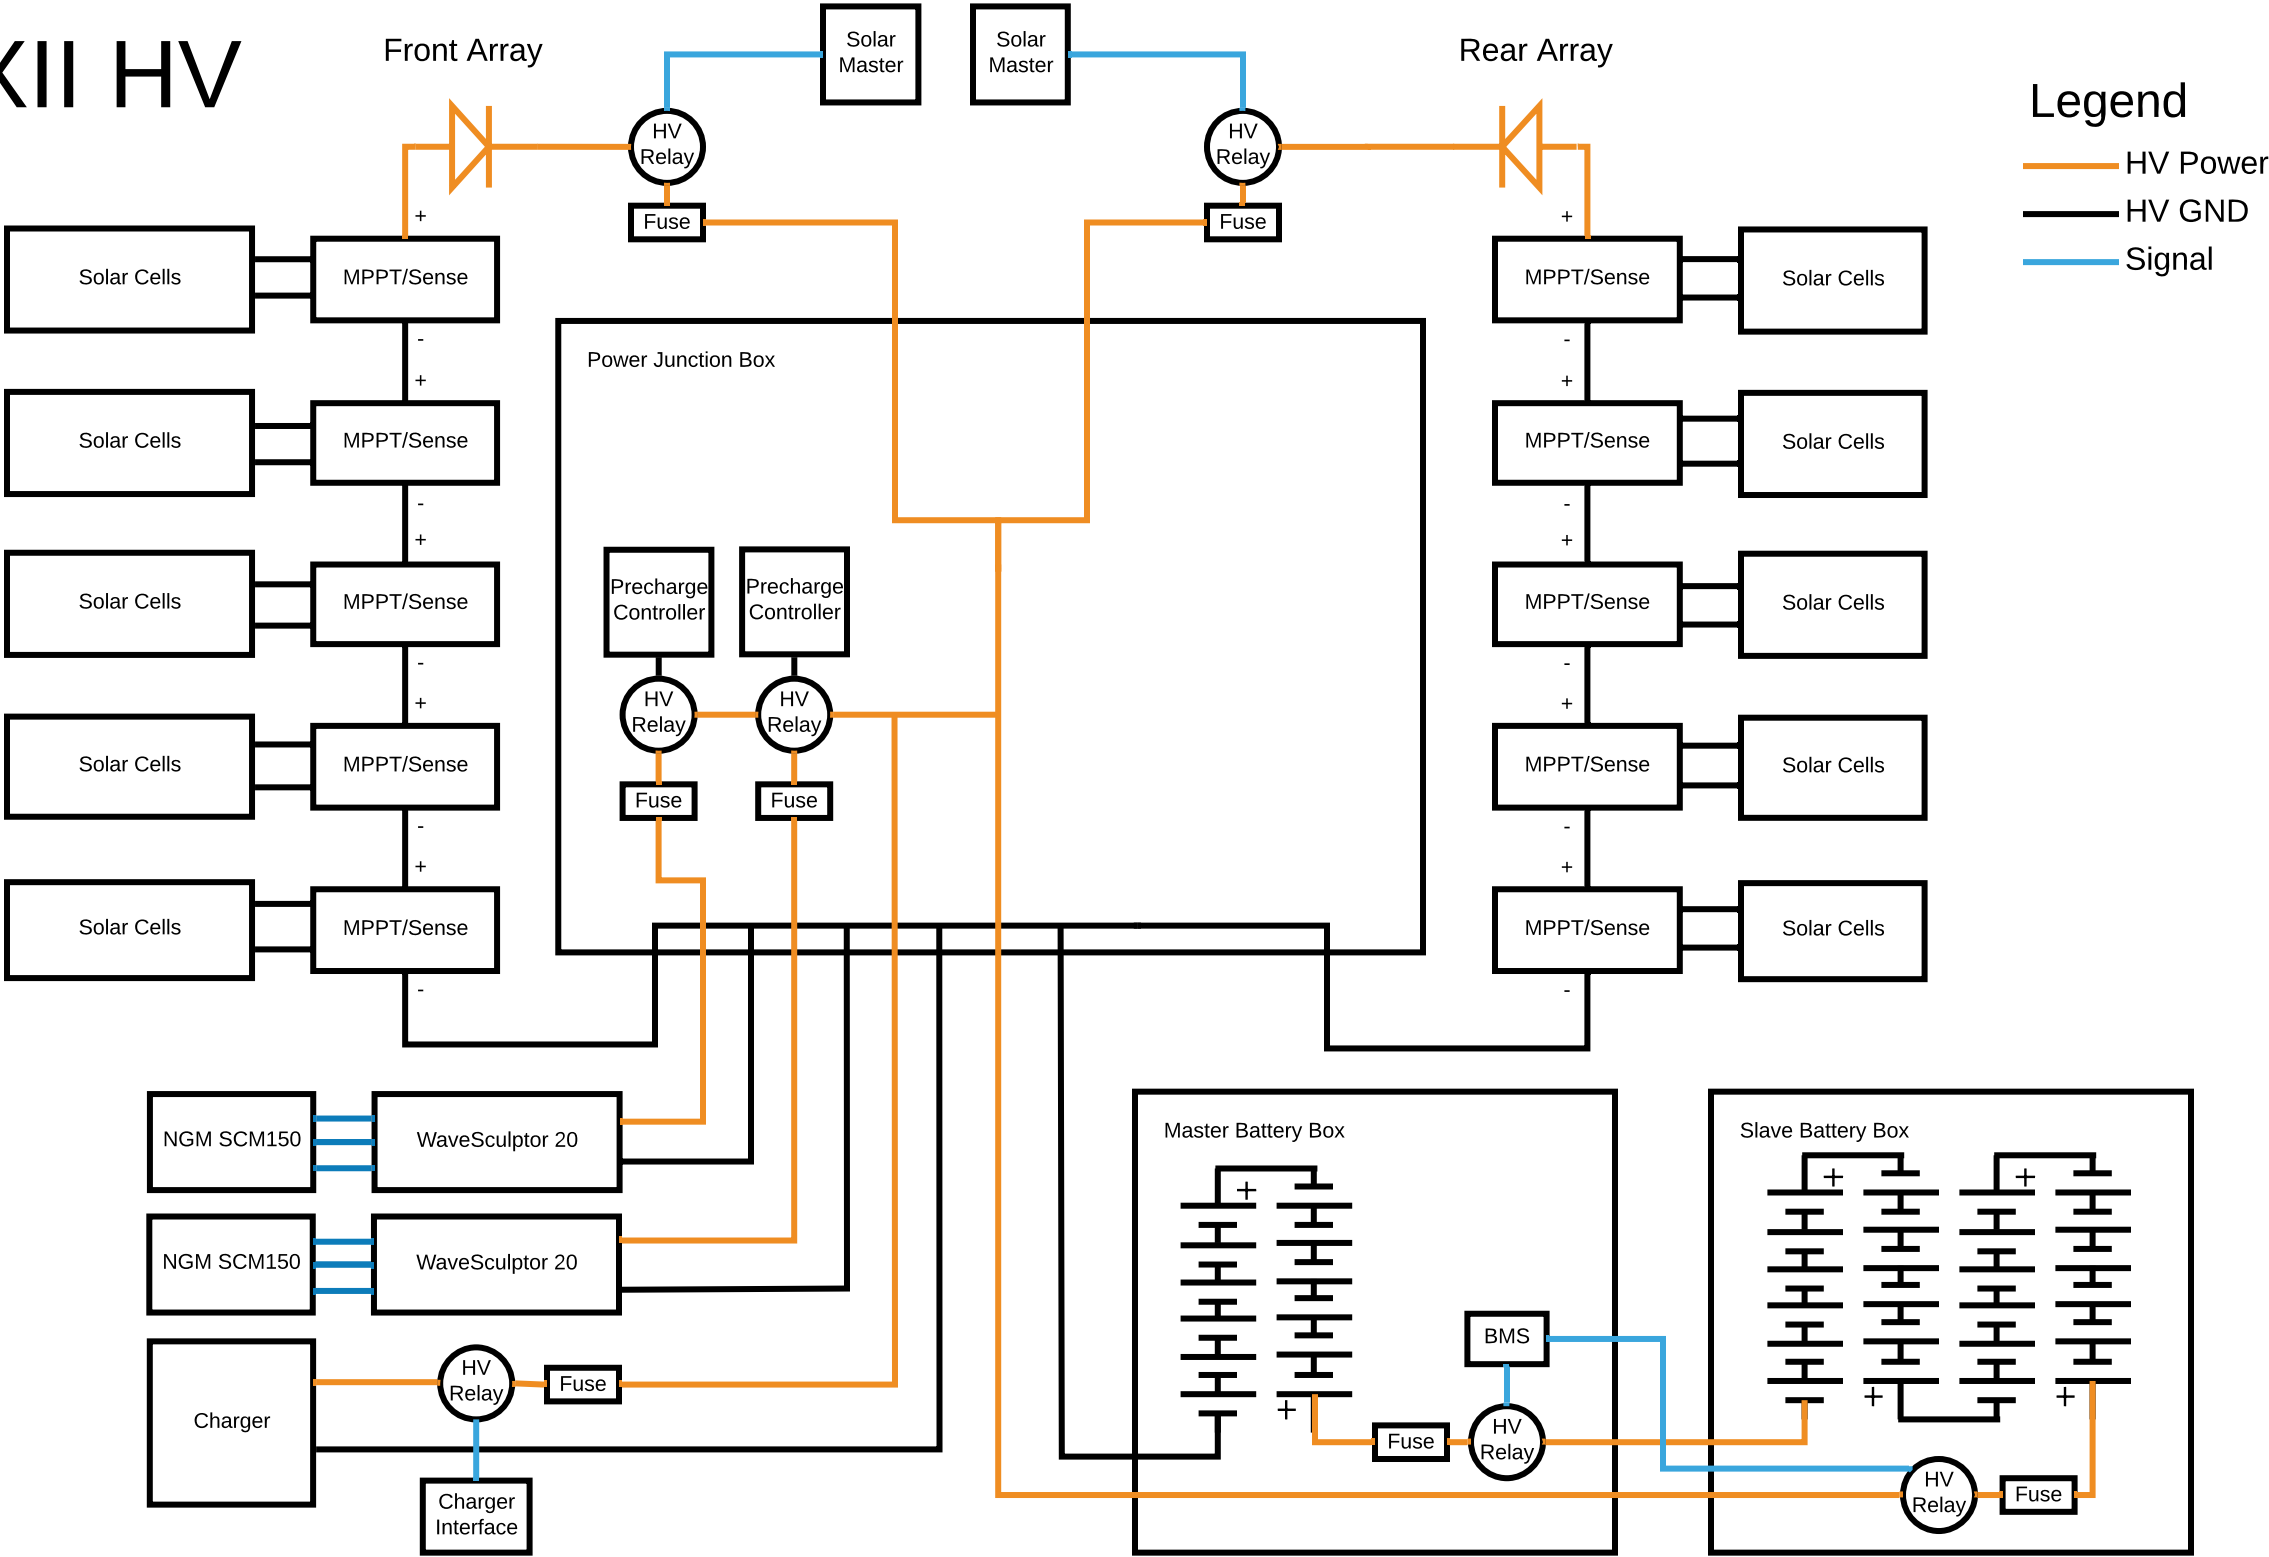 XII HV
Front Array
Solar
Master
Solar
Master
Rear Array
Legend
HV Power
HV GND
Signal
HV
Relay
HV
Relay
Fuse
Fuse
+
+
Solar Cells
MPPT/Sense
MPPT/Sense
Solar Cells
-
-
Power Junction Box
+
+
Solar Cells
MPPT/Sense
MPPT/Sense
Solar Cells
-
-
+
+
Precharge
Controller
Precharge
Controller
Solar Cells
MPPT/Sense
MPPT/Sense
Solar Cells
-
-
+
+
HV
Relay
HV
Relay
Solar Cells
MPPT/Sense
MPPT/Sense
Solar Cells
Fuse
Fuse
-
-
+
+
Solar Cells
MPPT/Sense
MPPT/Sense
Solar Cells
-
-
NGM SCM150
WaveSculptor 20
Master Battery Box
Slave Battery Box
+
+
+
NGM SCM150
WaveSculptor 20
BMS
HV
Relay
Fuse
Charger
+
+
+
Fuse
HV
Relay
Charger
Interface
HV
Relay
Fuse